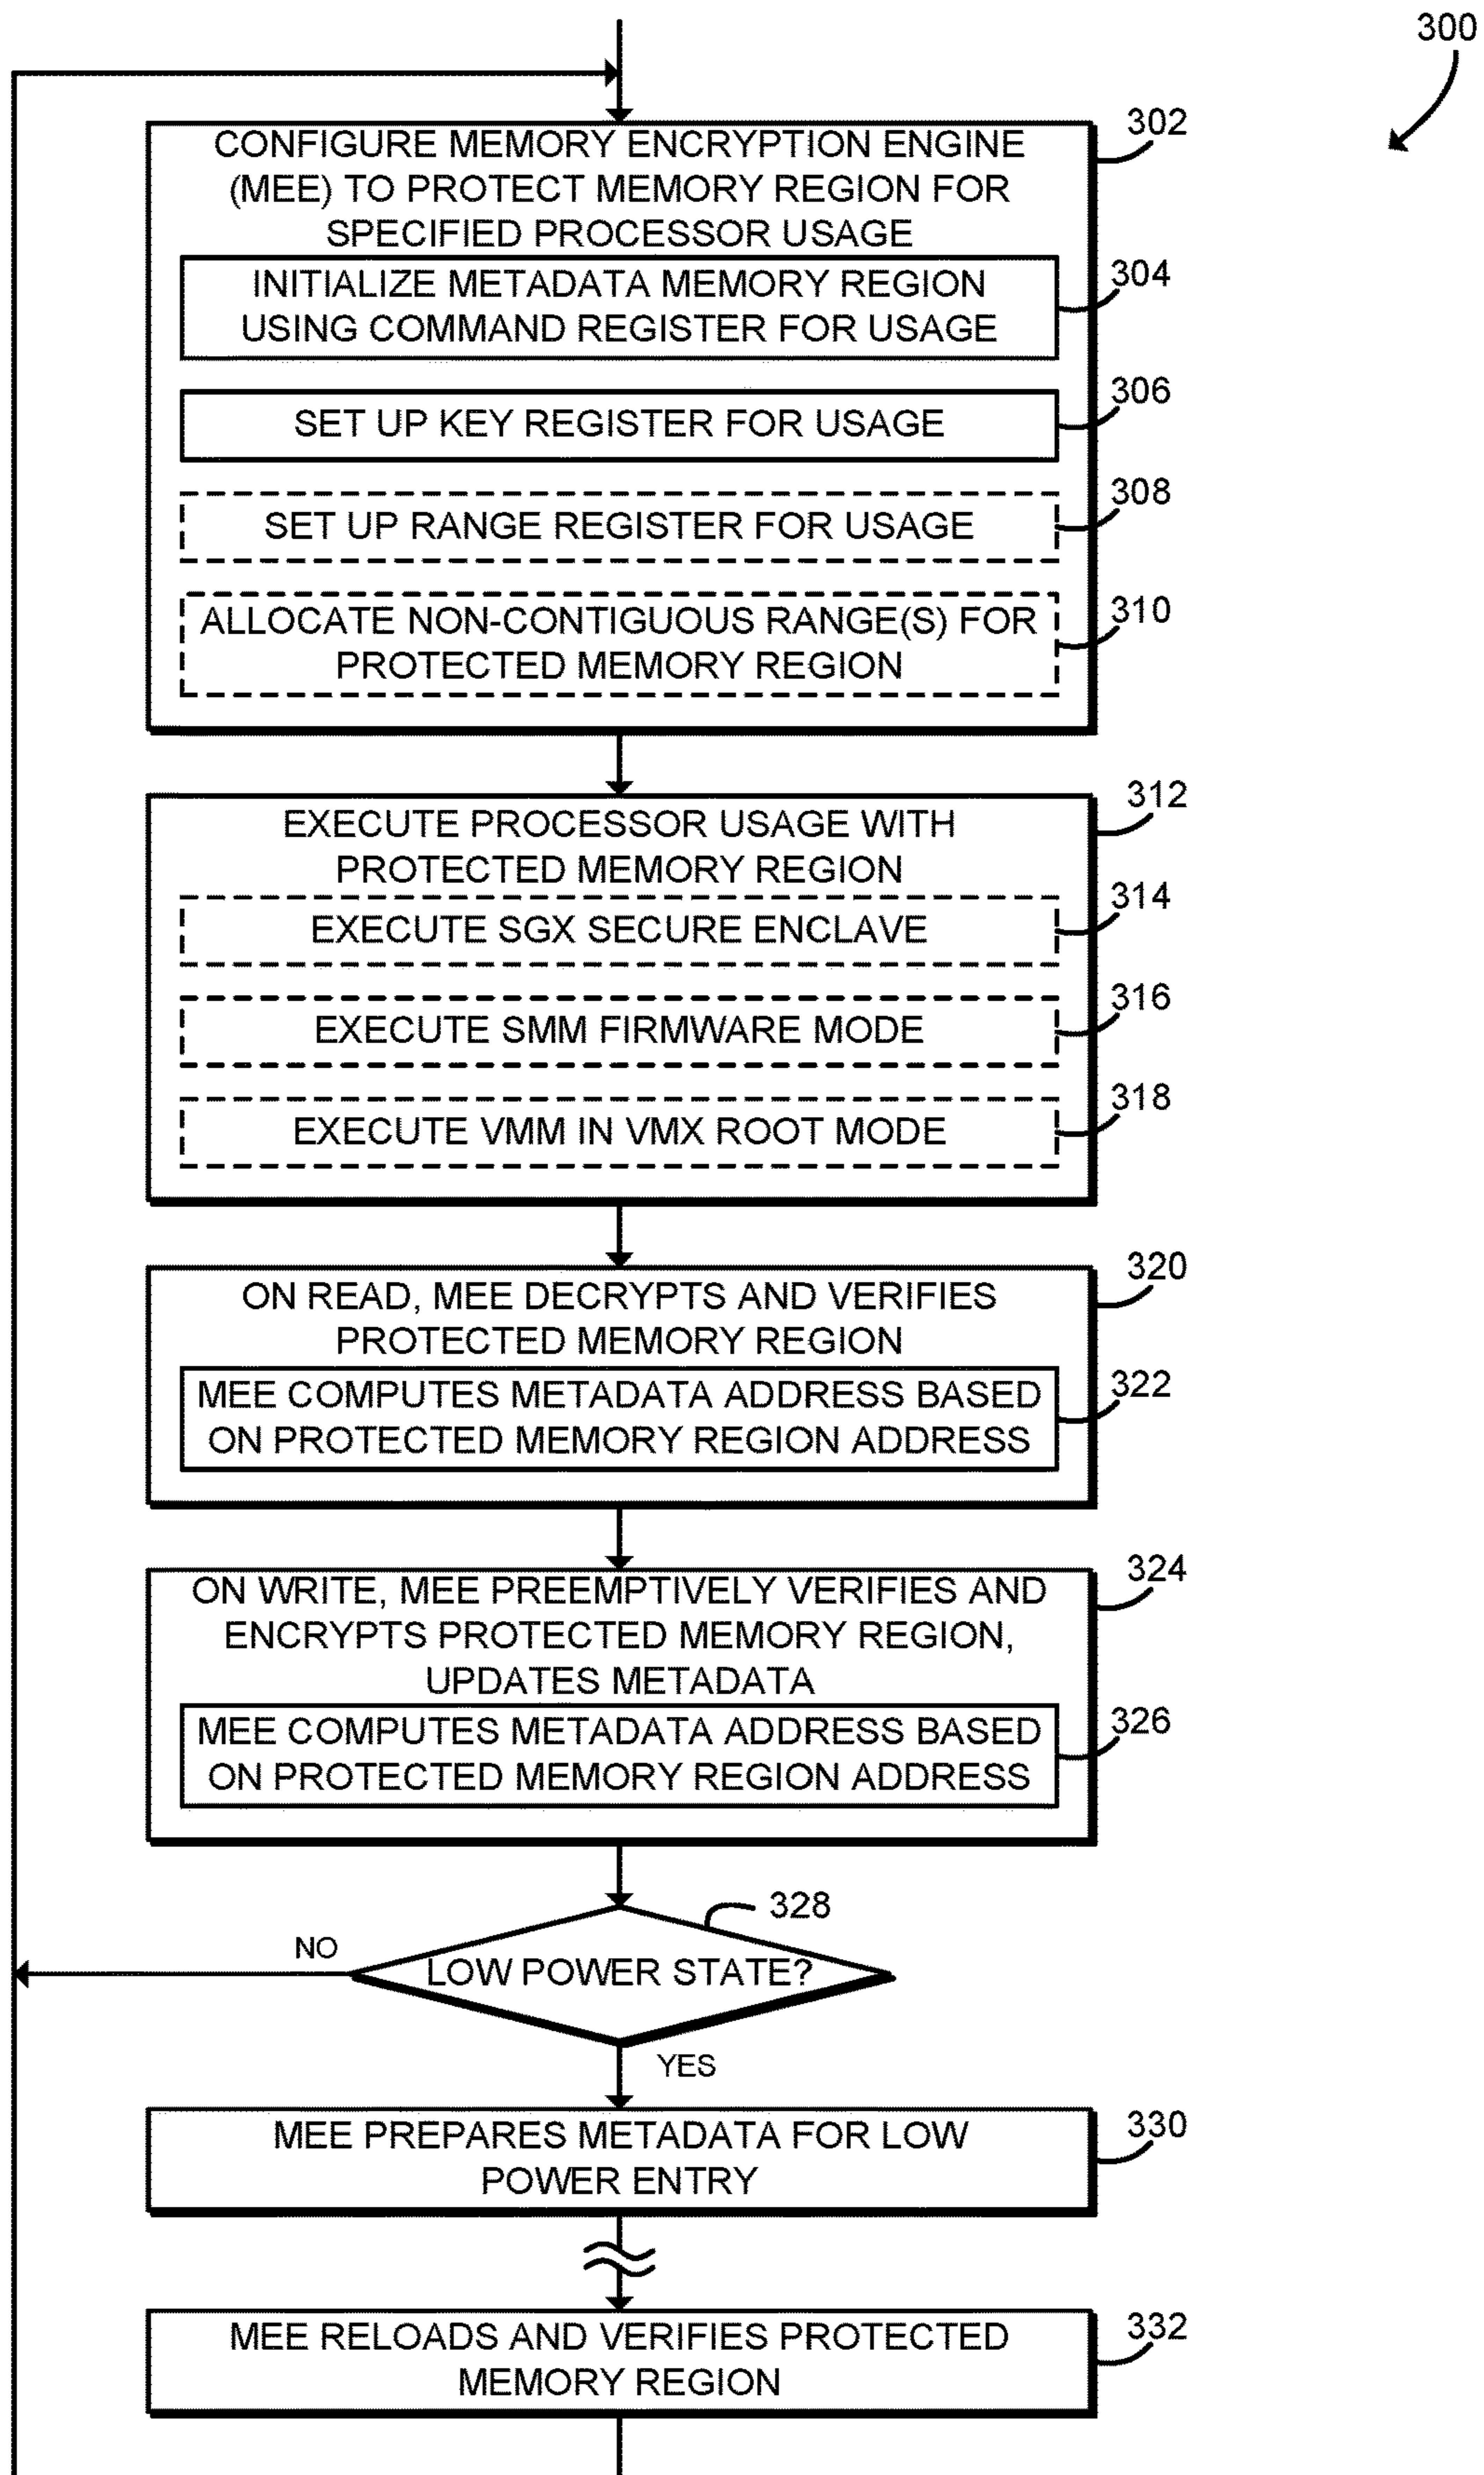 300
302
CONFIGURE MEMORY ENCRYPTION ENGINE
(MEE) TO PROTECT MEMORY REGION FOR
SPECIFIED PROCESSOR USAGE
304
INITIALIZE METADATA MEMORY REGION
USING COMMAND REGISTER FOR USAGE
306
SET UP KEY REGISTER FOR USAGE
308
SET UP RANGE REGISTER FOR USAGE
310
ALLOCATE NON-CONTIGUOUS RANGE(S) FOR
PROTECTED MEMORY REGION
312
EXECUTE PROCESSOR USAGE WITH
PROTECTED MEMORY REGION
314
EXECUTE SGX SECURE ENCLAVE
316
EXECUTE SMM FIRMWARE MODE
318
EXECUTE VMM IN VMX ROOT MODE
320
ON READ, MEE DECRYPTS AND VERIFIES
PROTECTED MEMORY REGION
322
MEE COMPUTES METADATA ADDRESS BASED
ON PROTECTED MEMORY REGION ADDRESS
324
ON WRITE, MEE PREEMPTIVELY VERIFIES AND
ENCRYPTS PROTECTED MEMORY REGION,
UPDATES METADATA
326
MEE COMPUTES METADATA ADDRESS BASED
ON PROTECTED MEMORY REGION ADDRESS
328
NO
LOW POWER STATE?
YES
330
MEE PREPARES METADATA FOR LOW
POWER ENTRY
332
MEE RELOADS AND VERIFIES PROTECTED
MEMORY REGION